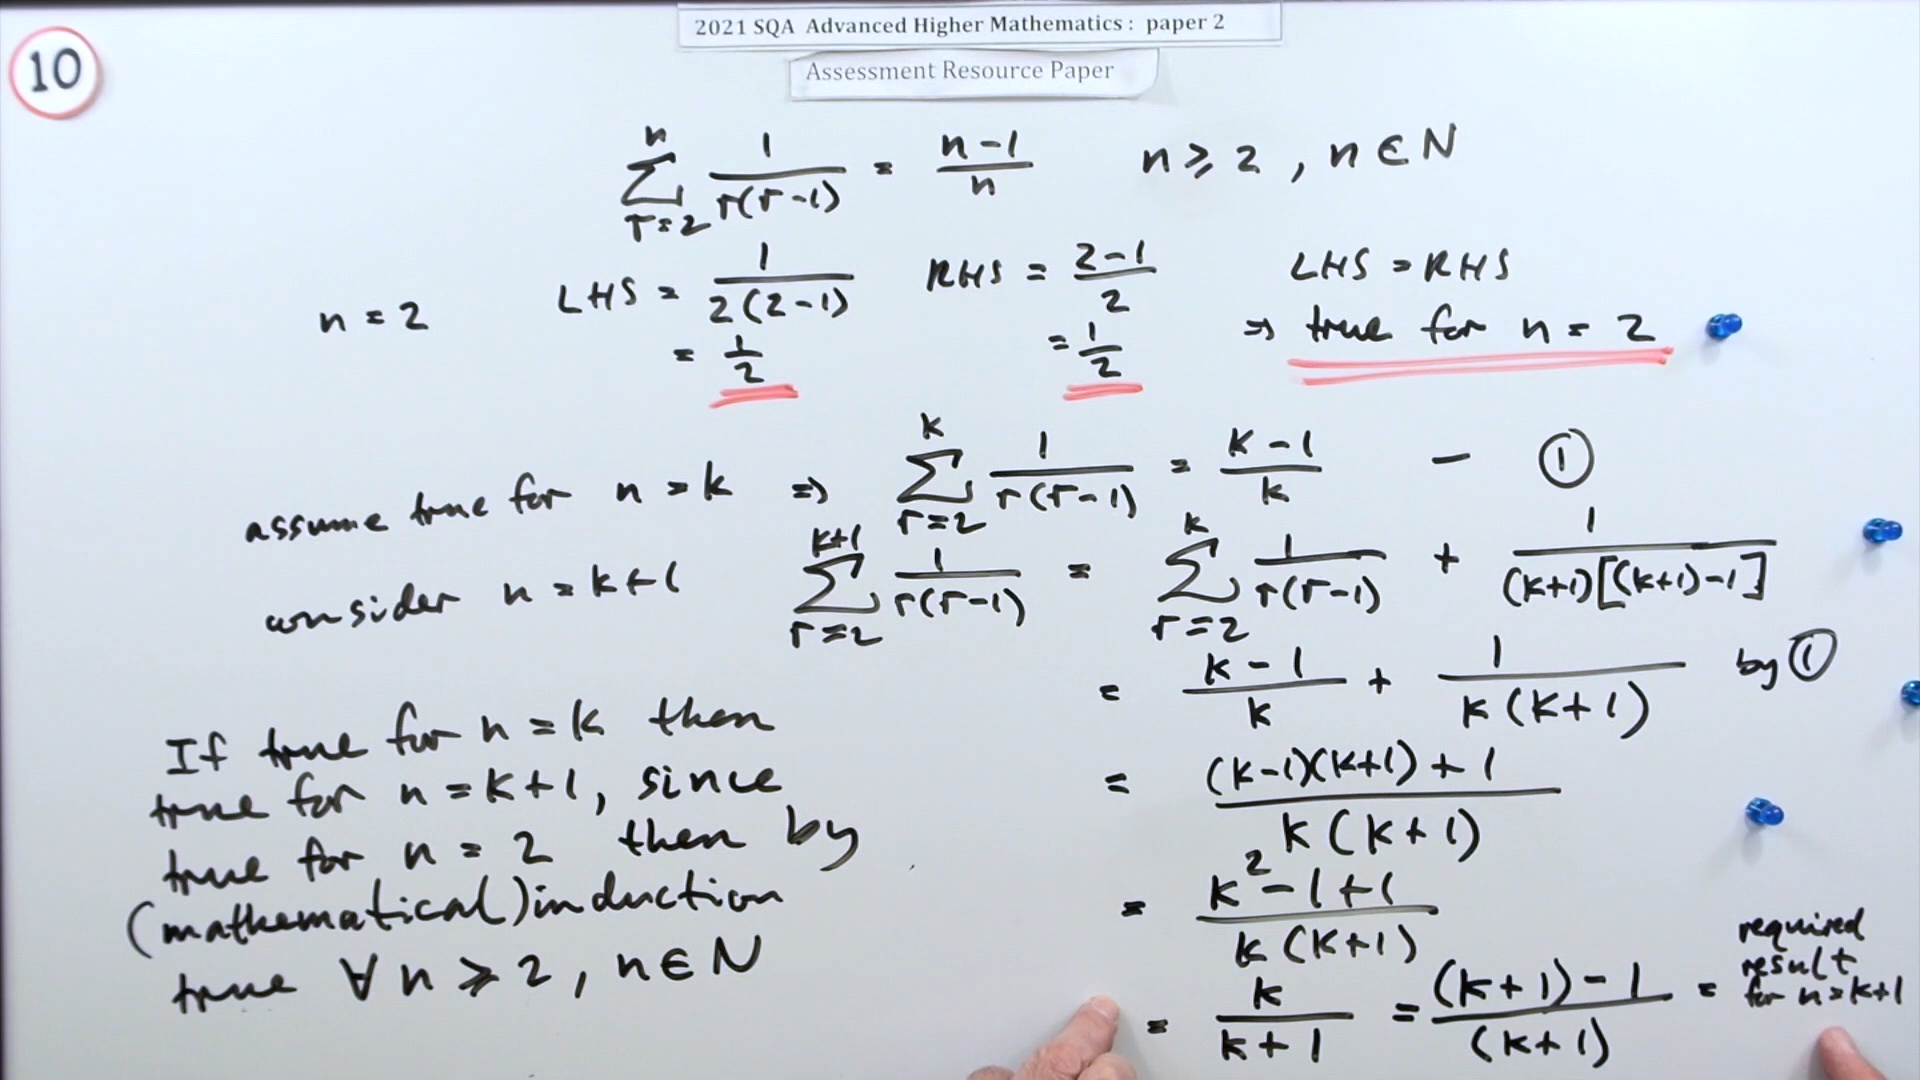 10
2021 SQA Advanced Higher Mathematics : paper 2
Assessment Resource Paper
n∑r=2 1/r(r-1) = n-1/n n ≥ 2 , n ∈ N
n = 2 LHS = 1/2(2-1) RHS = 2-1/2 LHS = RHS
= 1/2 = 1/2 ⇒ true for n = 2
assume true for n = k ⇒ k∑r=2 1/r(r-1) = k-1/k - ①
consider n = k+1 k+1∑r=2 1/r(r-1) = k∑r=2 1/r(r-1) + 1/(k+1)[(k+1)-1]
= k-1/k + 1/k(k+1) by ①
= (k-1)(k+1)+1/k(k+1)
= k²-1+1/k(k+1)
= k/k+1 = (k+1)-1/(k+1) = required
result
for n=k+1
If true for n = k then
true for n = k+1, since
true for n = 2 then by
(mathematical) induction
true ∀ n ≥ 2, n ∈ N